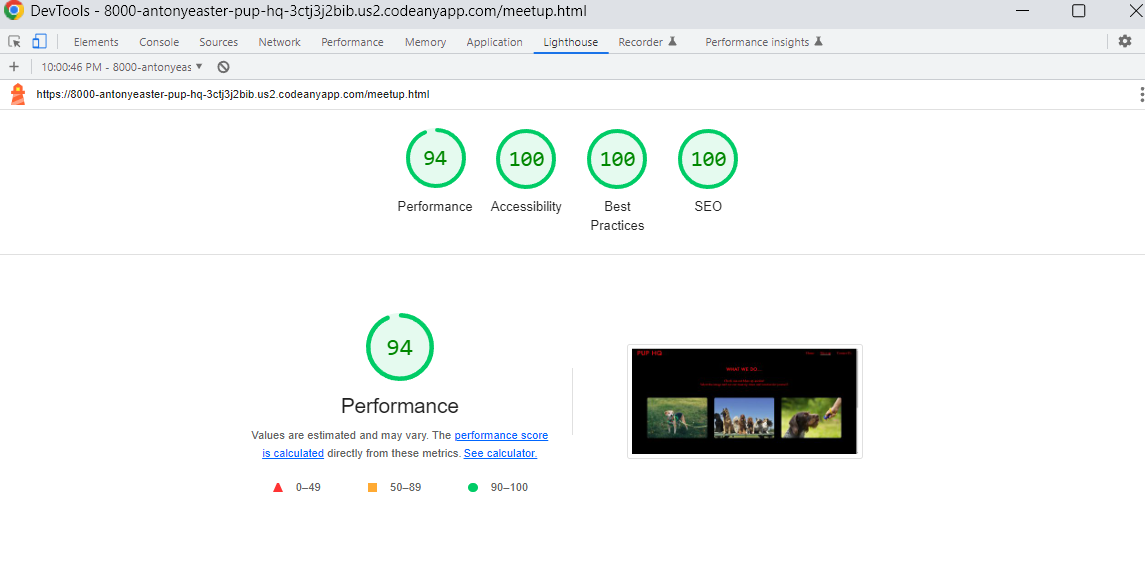 DevTools - 8000-antonyeaster-pup-hq-3ctj3j2bib.us2.codeanyapp.com/meetup.html
Elements Console Sources Network Performance Memory Application Lighthouse Recorder Performance insights
10:00:46 PM - 8000-antonyeas
https://8000-antonyeaster-pup-hq-3ctj3j2bib.us2.codeanyapp.com/meetup.html
94 100 100 100
Performance Accessibility Best SEO
Practices
94
Performance
Values are estimated and may vary. The performance score
is calculated directly from these metrics. See calculator.
0–49 50–89 90–100
PUP HQ
WHAT WE DO...